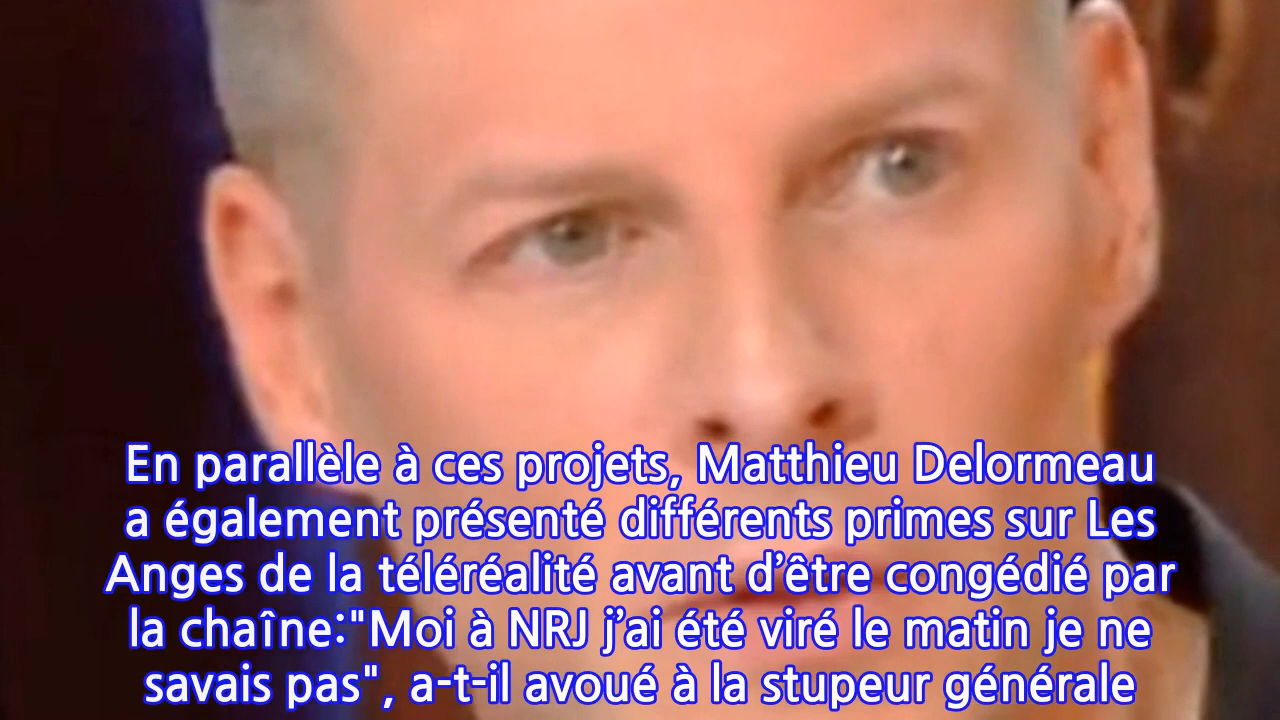 En parallèle à ces projets, Matthieu Delormeau
a également présenté différents primes sur Les
Anges de la téléréalité avant d'être congédié par
la chaîne:"Moi à NRJ j'ai été viré le matin je ne
savais pas", a-t-il avoué à la stupeur générale